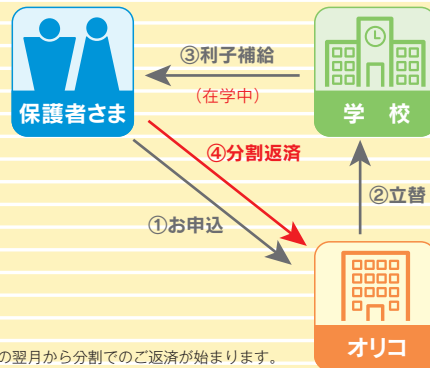 ③利子補給
(在学中)
保護者さま
学 校
④分割返済
②立替
①お申込
オリコ
の翌月から分割でのご返済が始まります。